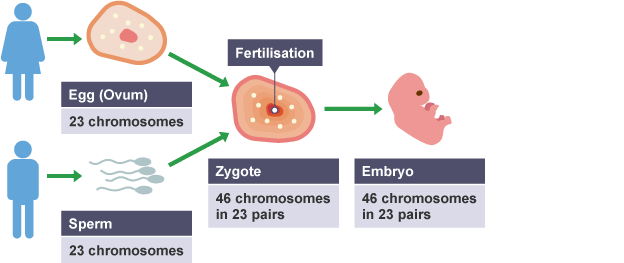 Fertilisation
Egg (Ovum)
23 chromosomes
Zygote
46 chromosomes
in 23 pairs
Embryo
46 chromosomes
in 23 pairs
Sperm
23 chromosomes